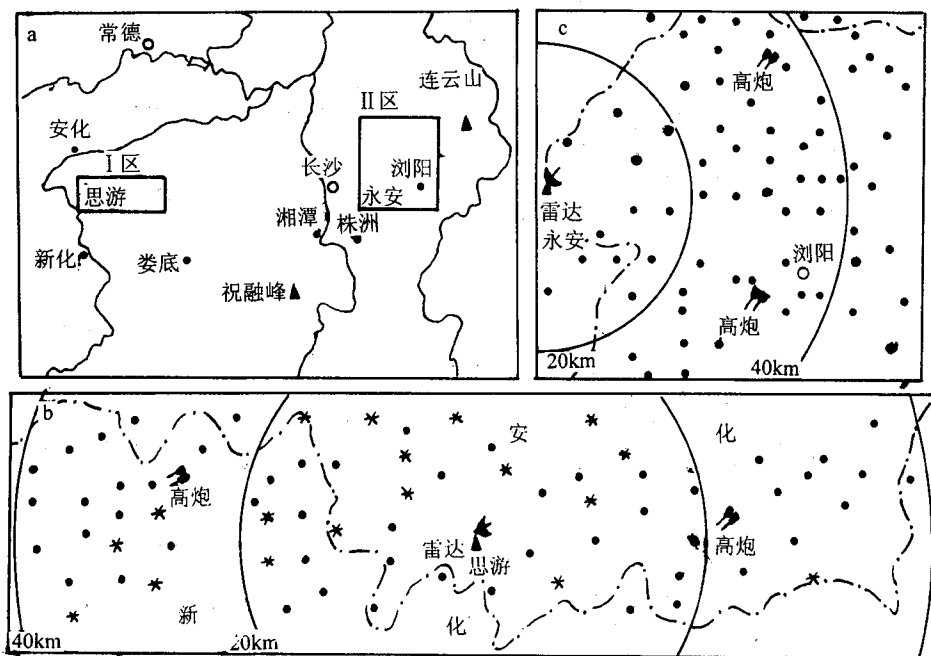 a
常德
连云山
II区
安化
I区
思游
长沙
浏阳
永安
湘潭
株洲
新化
娄底
祝融峰
c
高炮
雷达
永安
浏阳
高炮
20km
40km
b
安
化
高炮
雷达
思游
高炮
新
化
40km
20km